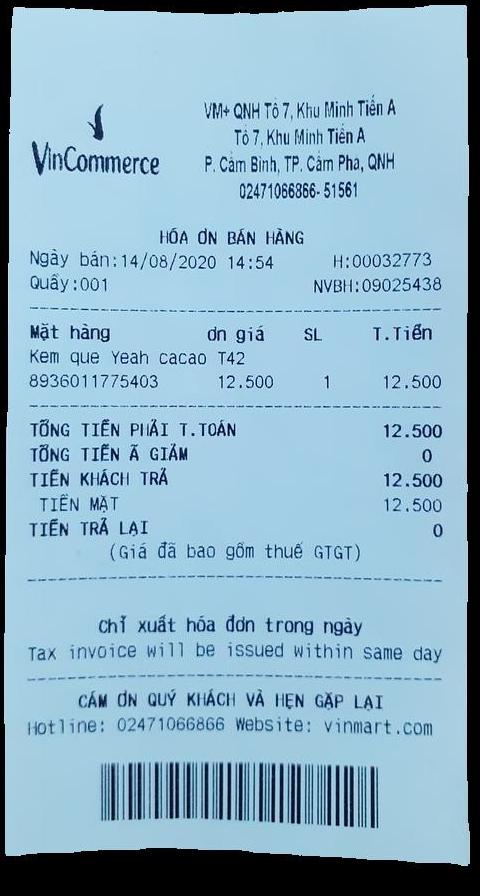 VinCommerce
VM+ QNH Tổ 7, Khu Minh Tiến A
Tổ 7, Khu Minh Tiến A
P. Cẩm Bình, TP. Cẩm Phả, QNH
02471066866- 51561
HÓA ƠN BÁN HÀNG
Ngày bán:14/08/2020 14:54 H:00032773
Quầy:001 NVBH:09025438
Mặt hàng ơn giá SL T.Tiền
Kem que Yeah cacao T42
8936011775403 12.500 1 12.500
TỔNG TIỀN PHẢI T.TOÁN 12.500
TỔNG TIỀN Ã GIẢM 0
TIỀN KHÁCH TRẢ 12.500
TIỀN MẶT 12.500
TIỀN TRẢ LẠI 0
(Giá đã bao gồm thuế GTGT)
Chỉ xuất hóa đơn trong ngày
Tax invoice will be issued within same day
CẢM ƠN QUÝ KHÁCH VÀ HẸN GẶP LẠI
Hotline: 02471066866 Website: vinmart.com